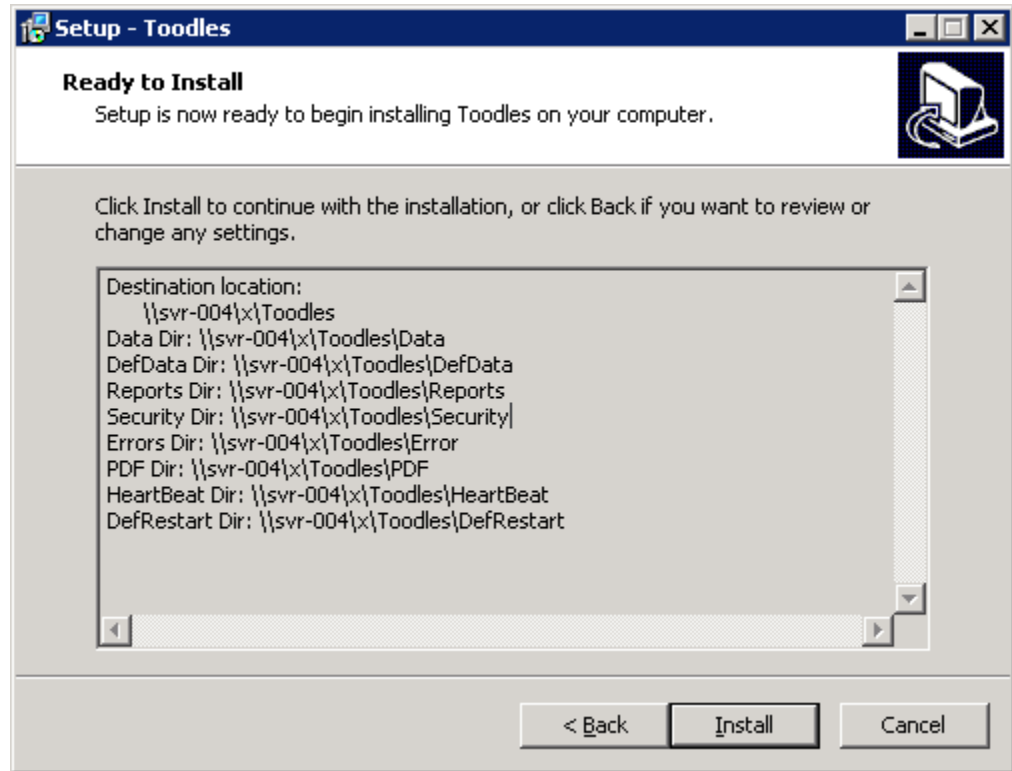 Setup - Toodles
Ready to Install
Setup is now ready to begin installing Toodles on your computer.
Click Install to continue with the installation, or click Back if you want to review or
change any settings.
Destination location:
\\svr-004\x\Toodles
Data Dir: \\svr-004\x\Toodles\Data
DefData Dir: \\svr-004\x\Toodles\DefData
Reports Dir: \\svr-004\x\Toodles\Reports
Security Dir: \\svr-004\x\Toodles\Security
Errors Dir: \\svr-004\x\Toodles\Error
PDF Dir: \\svr-004\x\Toodles\PDF
HeartBeat Dir: \\svr-004\x\Toodles\HeartBeat
DefRestart Dir: \\svr-004\x\Toodles\DefRestart
< Back Install Cancel